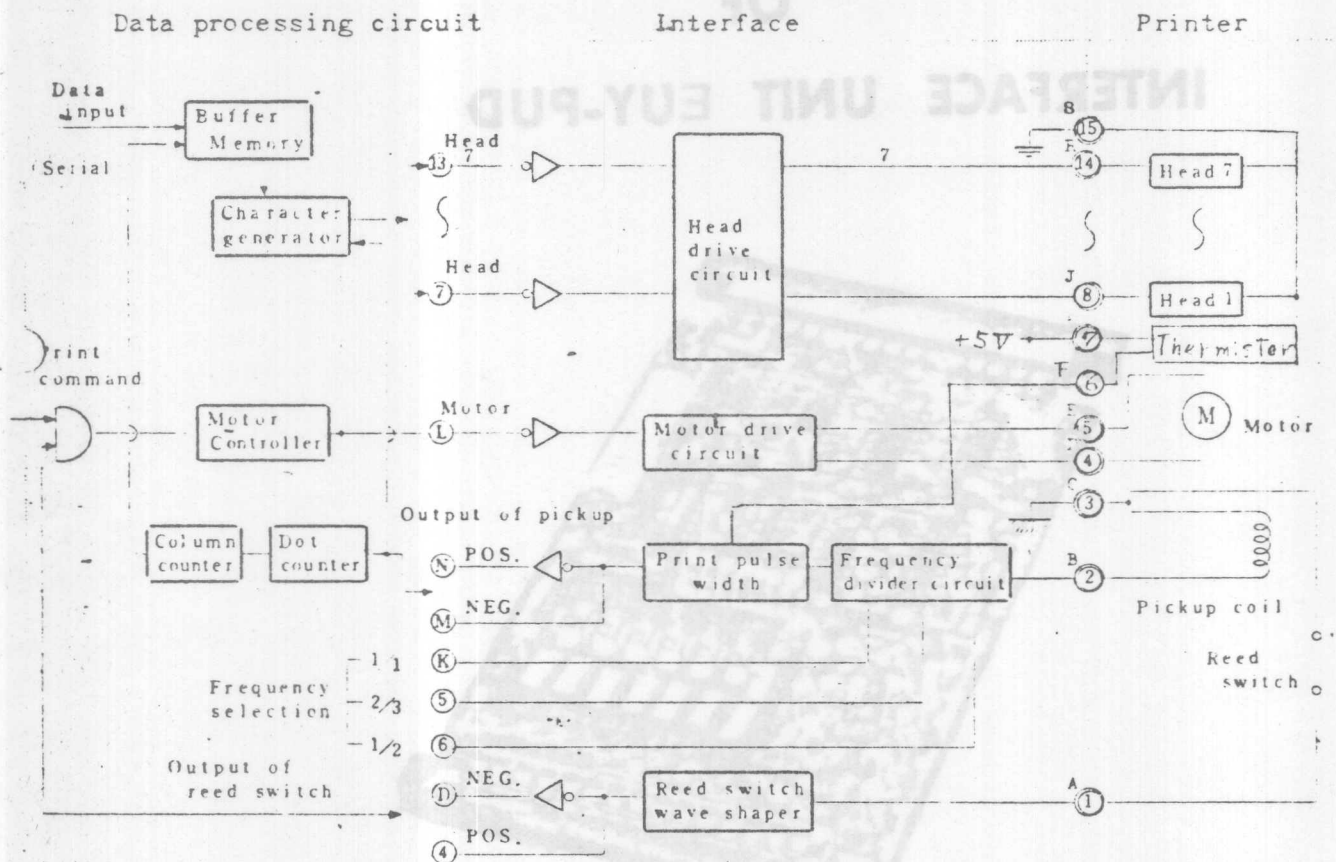 Data processing circuit
Interface
Printer
INTERFACE UNIT EUY-PUD
OF
Data
input
Serial
Buffer
Memory
Character
generator
Head
13
7
Head
7
Head
drive
circuit
7
8
15
14
Head 7
J
8
Head 1
+5V
7
Thermister
F
6
Print
command
Motor
Controller
Motor
L
Motor drive
circuit
5
4
M
Motor
C
3
Output of pickup
Column
counter
Dot
counter
N
POS.
Print pulse
width
Frequency
divider circuit
B
2
M
NEG.
Pickup coil
Frequency
selection
1/1
K
2/3
5
1/2
6
Reed
switch
Output of
reed switch
D
NEG.
Reed switch
wave shaper
A
1
4
POS.